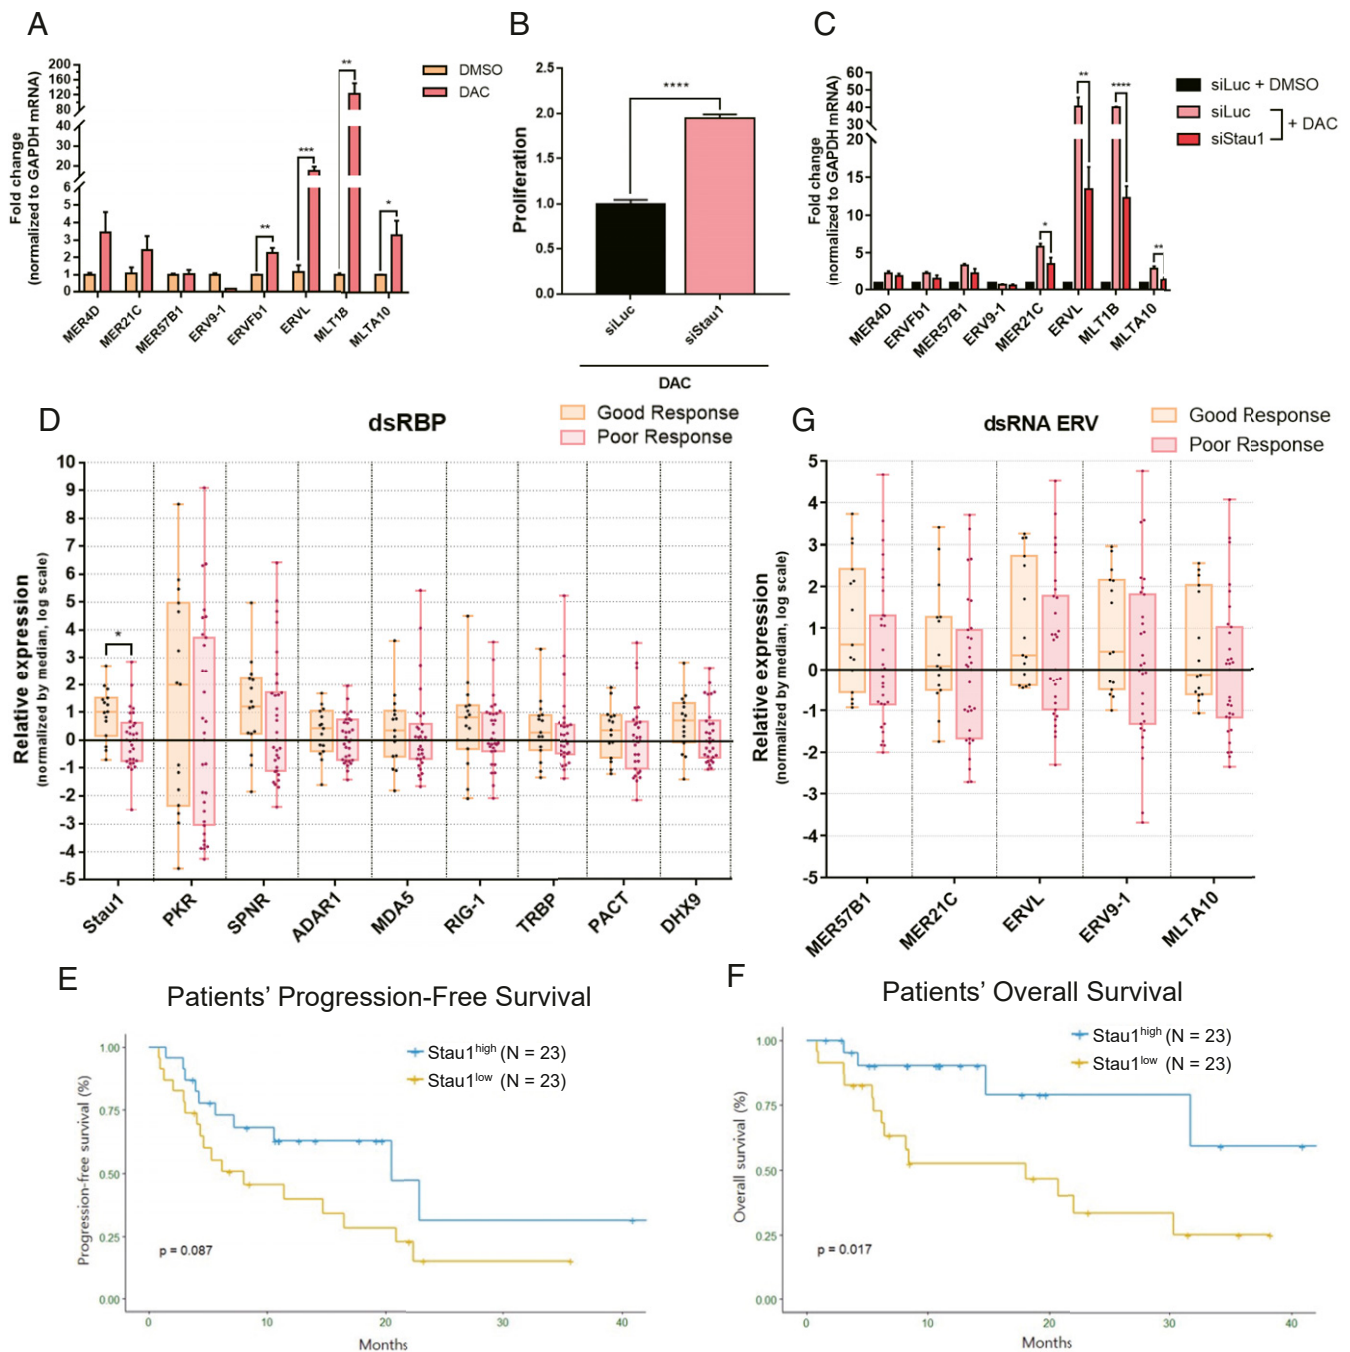 A
Fold change
(normalized to GAPDH mRNA)
200
160
120
80
40
20
6
5
4
3
2
1
0
**
***
**
*
DMSO
DAC
MER4D
MER21C
MER57B1
ERV9-1
ERVFb1
ERVL
MLT1B
MLTA10
B
Proliferation
2.5
2.0
1.5
1.0
0.5
0.0
****
siLuc
siStau1
DAC
C
Fold change
(normalized to GAPDH mRNA)
60
50
40
30
20
15
10
5
0
*
**
****
**
siLuc + DMSO
siLuc
siStau1
+ DAC
MER4D
ERVFb1
MER57B1
ERV9-1
MER21C
ERVL
MLT1B
MLTA10
D
dsRBP
Good Response
Poor Response
Relative expression
(normalized by median, log scale)
10
9
8
7
6
5
4
3
2
1
0
-1
-2
-3
-4
-5
*
Stau1
PKR
SPNR
ADAR1
MDA5
RIG-1
TRBP
PACT
DHX9
G
dsRNA ERV
Good Response
Poor Response
Relative expression
(normalized by median, log scale)
5
4
3
2
1
0
-1
-2
-3
-4
-5
MER57B1
MER21C
ERVL
ERV9-1
MLTA10
E
Patients’ Progression-Free Survival
Stau1high (N = 23)
Stau1low (N = 23)
Progression-free survival (%)
1.00
0.75
0.50
0.25
0.00
p = 0.087
0
10
20
30
40
Months
F
Patients’ Overall Survival
Stau1high (N = 23)
Stau1low (N = 23)
Overall survival (%)
1.00
0.75
0.50
0.25
0.00
p = 0.017
0
10
20
30
40
Months